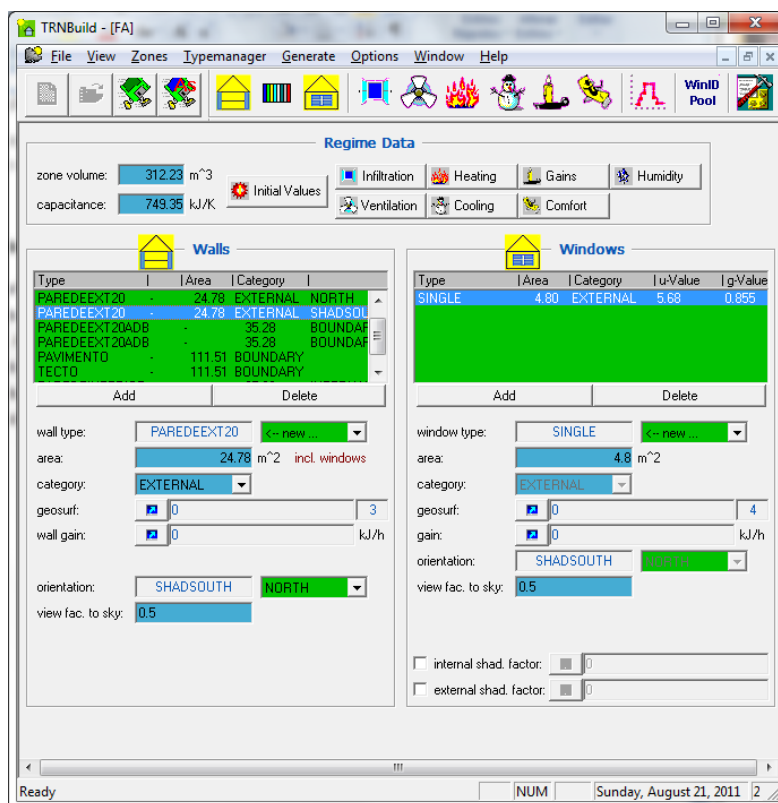 TRNBuild - [FA]
File View Zones Typemanager Generate Options Window Help
WinID Pool
Regime Data
zone volume: 312.23 m^3
capacitance: 749.35 kJ/K
Initial Values
Infiltration Heating Gains Humidity
Ventilation Cooling Comfort
Walls
Type Area Category
PAREDEEXT20 - 24.78 EXTERNAL NORTH
PAREDEEXT20 - 24.78 EXTERNAL SHADSOU
PAREDEEXT20ADB - 35.28 BOUNDAR
PAREDEEXT20ADB - 35.28 BOUNDAR
PAVIMENTO - 111.51 BOUNDARY
TECTO - 111.51 BOUNDARY
Add Delete
wall type: PAREDEEXT20 <-- new ...
area: 24.78 m^2 incl. windows
category: EXTERNAL
geosurf: 0 3
wall gain: 0 kJ/h
orientation: SHADSOUTH NORTH
view fac. to sky: 0.5
Windows
Type Area Category u-Value g-Value
SINGLE 4.80 EXTERNAL 5.68 0.855
Add Delete
window type: SINGLE <-- new ...
area: 4.8 m^2
category: EXTERNAL
geosurf: 0 4
gain: 0 kJ/h
orientation: SHADSOUTH NORTH
view fac. to sky: 0.5
internal shad. factor: 0
external shad. factor: 0
Ready NUM Sunday, August 21, 2011 2